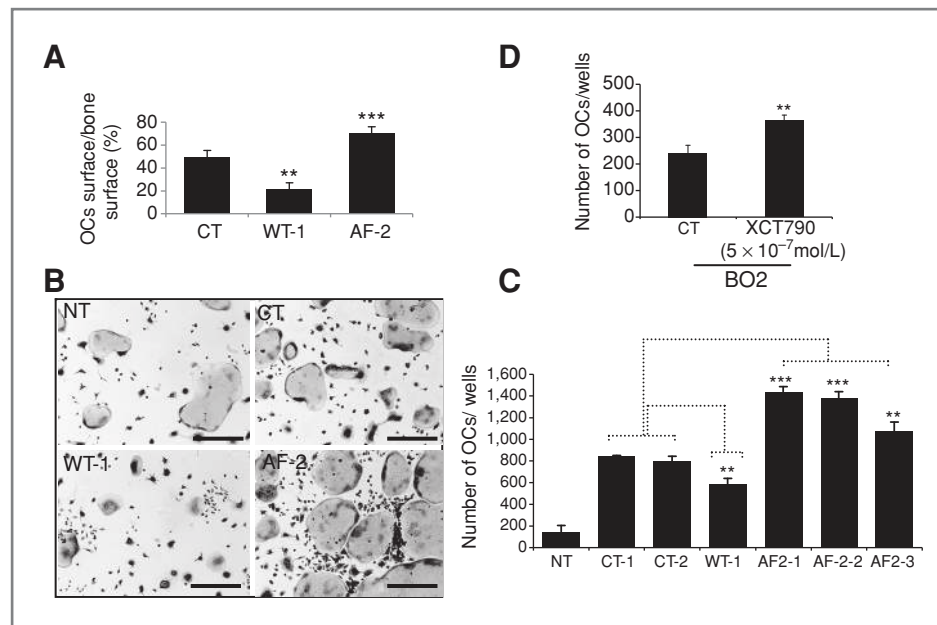 A
OCs surface/bone
surface (%)
80
60
40
20
0
**
***
CT WT-1 AF-2
D
Number of OCs/wells
500
400
300
200
100
0
**
CT XCT790
(5 × 10⁻⁷mol/L)
BO2
B
NT
CT
WT-1
AF-2
C
Number of OCs/ wells
1,600
1,400
1,200
1,000
800
600
400
200
0
**
***
***
**
NT CT-1 CT-2 WT-1 AF2-1 AF-2-2 AF2-3